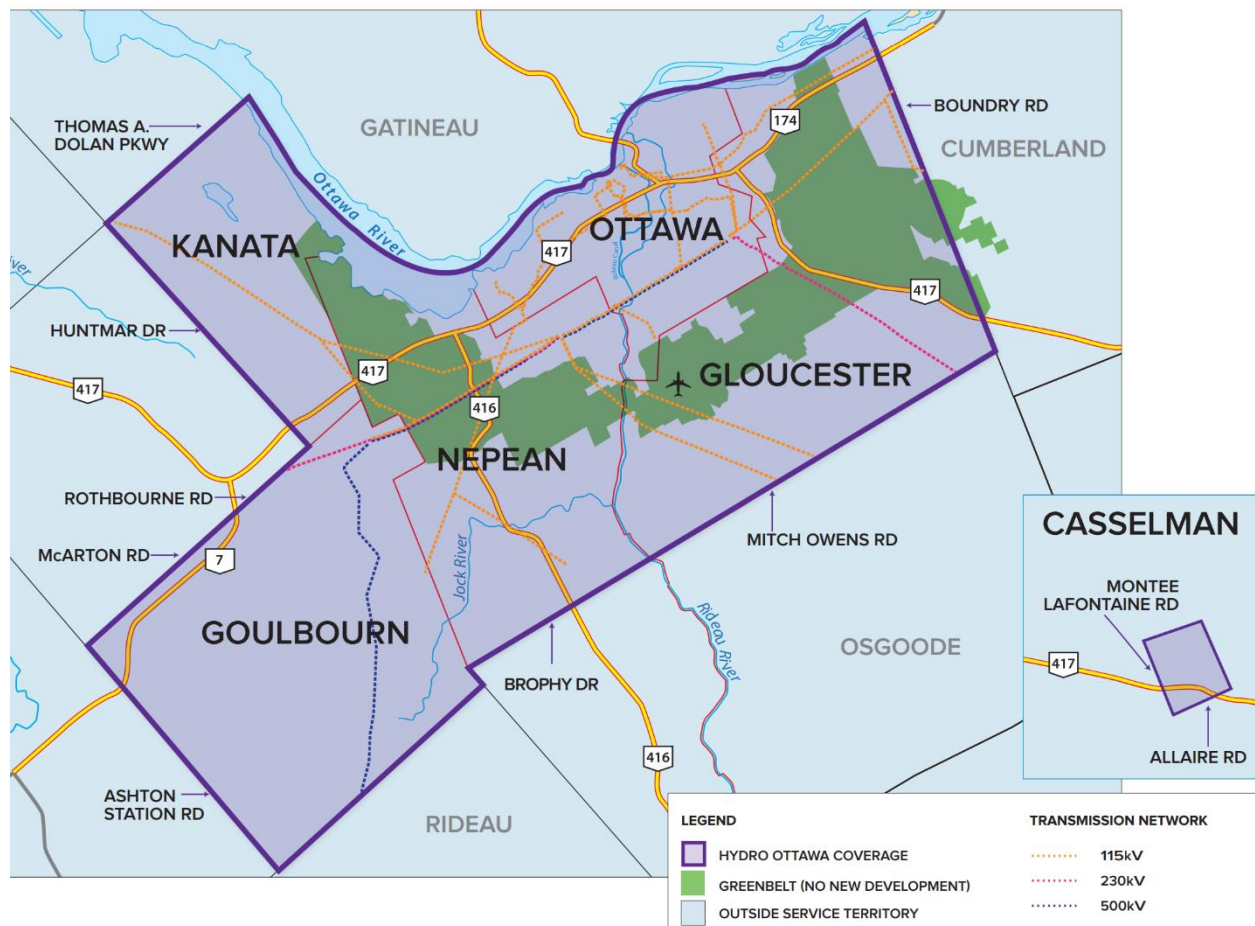 THOMAS A.
DOLAN PKWY
GATINEAU
174
BOUNDRY RD
CUMBERLAND
Ottawa River
KANATA
OTTAWA
417
Rideau Canal
417
HUNTMAR DR
417
417
416
GLOUCESTER
NEPEAN
ROTHBOURNE RD
McARTON RD
7
MITCH OWENS RD
Jock River
GOULBOURN
Rideau River
OSGOODE
BROPHY DR
416
ASHTON
STATION RD
RIDEAU
River
CASSELMAN
MONTEE
LAFONTAINE RD
417
ALLAIRE RD
LEGEND
HYDRO OTTAWA COVERAGE
GREENBELT (NO NEW DEVELOPMENT)
OUTSIDE SERVICE TERRITORY
TRANSMISSION NETWORK
115kV
230kV
500kV